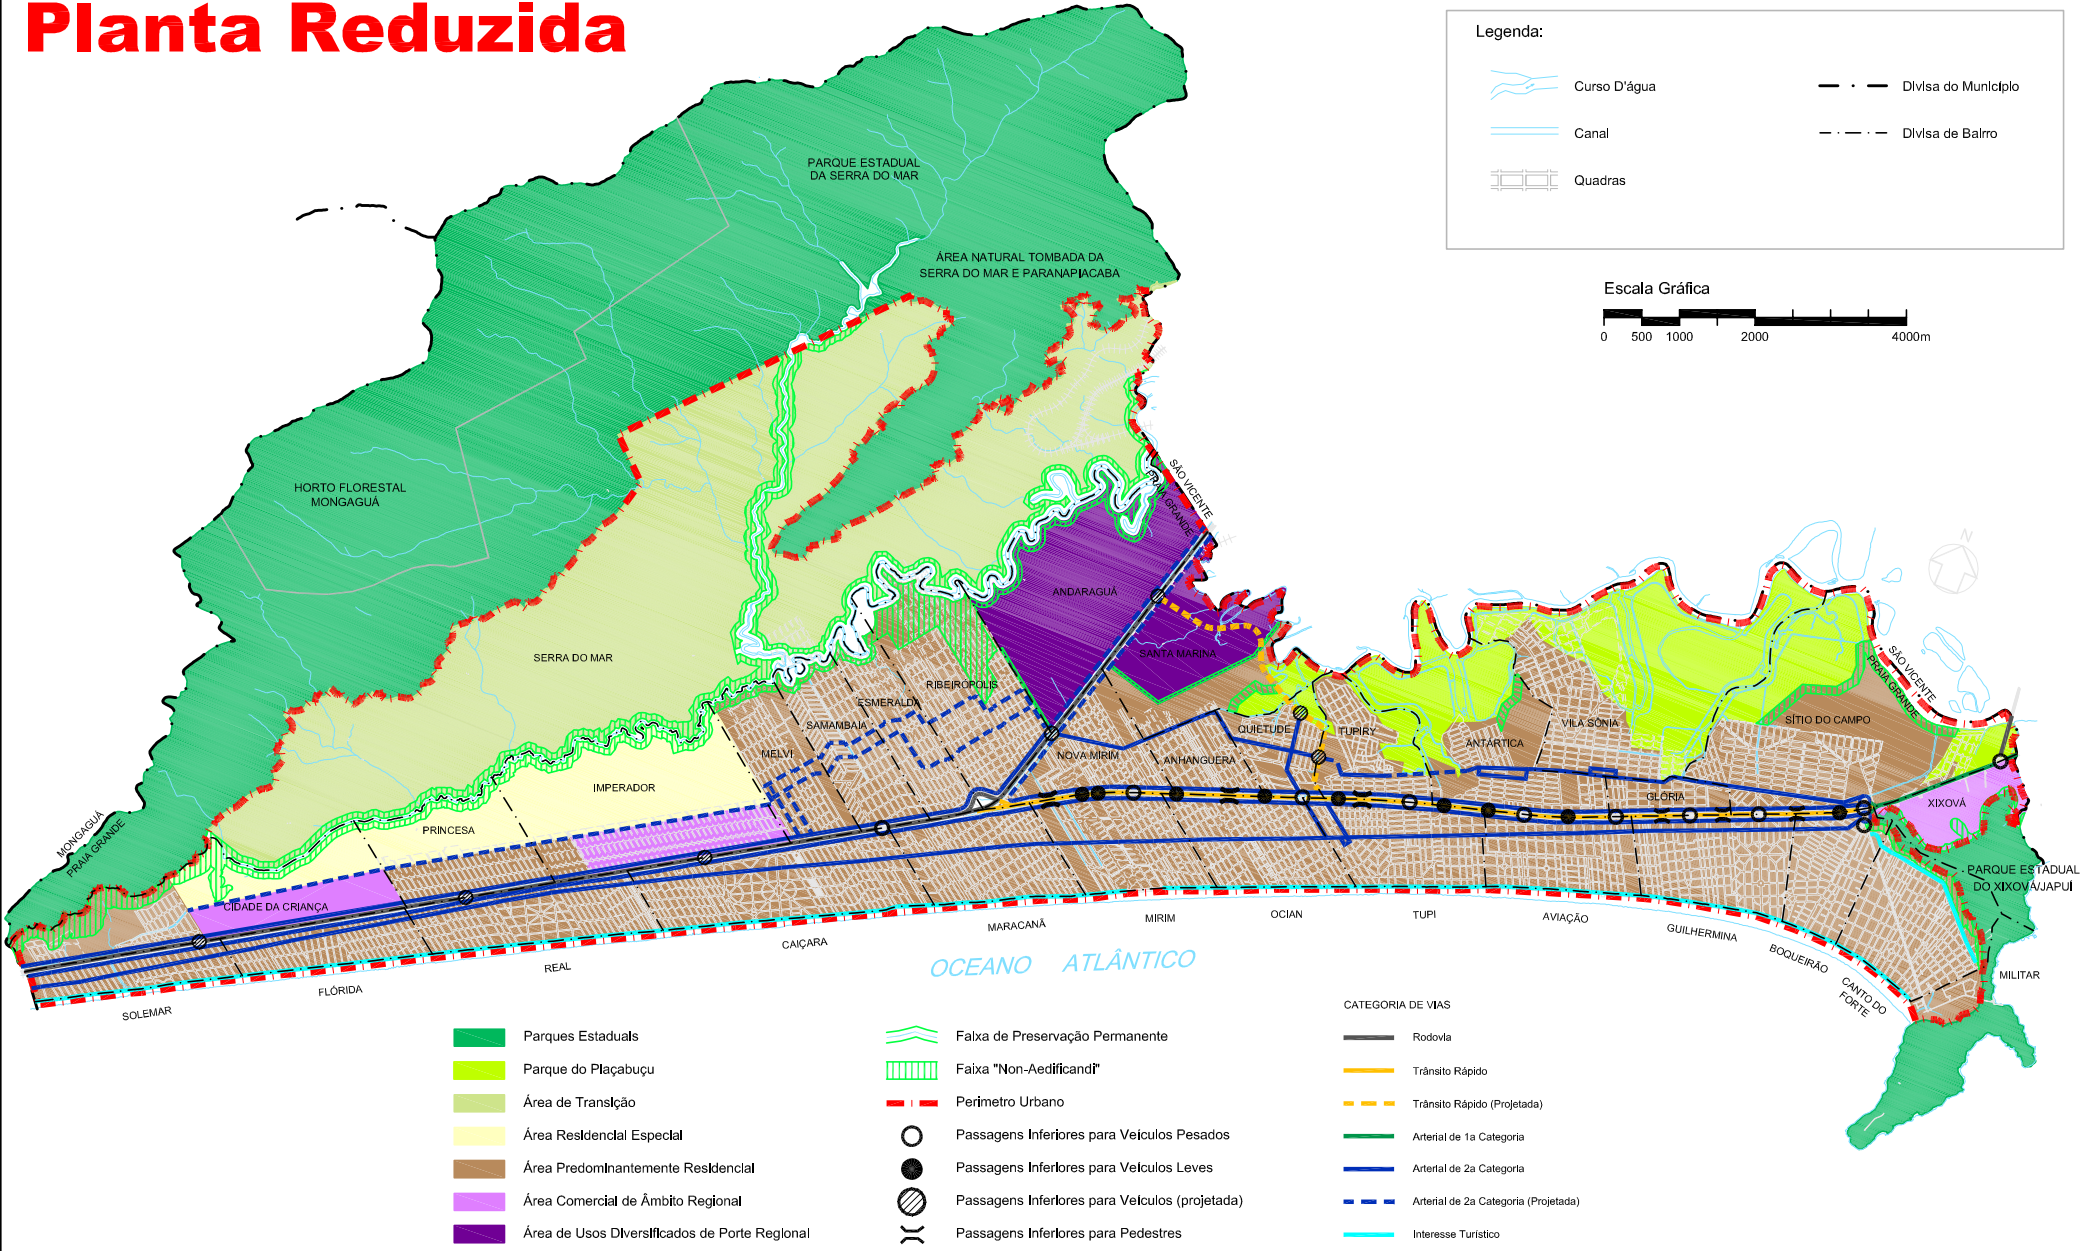 Planta Reduzida
Legenda:
Curso D'água
Divisa do Município
Canal
Divisa de Bairro
Quadras
Escala Gráfica
0 500 1000 2000 4000m
N
PARQUE ESTADUAL
DA SERRA DO MAR
ÁREA NATURAL TOMBADA DA
SERRA DO MAR E PARANAPIACABA
HORTO FLORESTAL
MONGAGUÁ
SÃO VICENTE
PRAIA GRANDE
ANDARAGUÁ
SANTA MARINA
SERRA DO MAR
RIBEIRÓPOLIS
ESMERALDA
SAMAMBAIA
MELVI
IMPERADOR
PRINCESA
CIDADE DA CRIANÇA
MONGAGUÁ
PRAIA GRANDE
NOVA MIRIM
ANHANGUERA
QUIETUDE
TUPIRY
ANTÁRTICA
VILA SÔNIA
SÍTIO DO CAMPO
GLÓRIA
SÃO VICENTE
PRAIA GRANDE
XIXOVÁ
PARQUE ESTADUAL
DO XIXOVÁ/JAPUÍ
MILITAR
SOLEMAR
FLÓRIDA
REAL
CAIÇARA
MARACANÃ
MIRIM
OCIAN
TUPI
AVIAÇÃO
GUILHERMINA
BOQUEIRÃO
CANTO DO
FORTE
OCEANO ATLÂNTICO
Parques Estaduais
Parque do Piaçabuçu
Área de Transição
Área Residencial Especial
Área Predominantemente Residencial
Área Comercial de Âmbito Regional
Área de Usos Diversificados de Porte Regional
Faixa de Preservação Permanente
Faixa "Non-Aedificandi"
Perimetro Urbano
Passagens Inferiores para Veículos Pesados
Passagens Inferiores para Veículos Leves
Passagens Inferiores para Veículos (projetada)
Passagens Inferiores para Pedestres
CATEGORIA DE VIAS
Rodovia
Trânsito Rápido
Trânsito Rápido (Projetada)
Arterial de 1a Categoria
Arterial de 2a Categoria
Arterial de 2a Categoria (Projetada)
Interesse Turístico